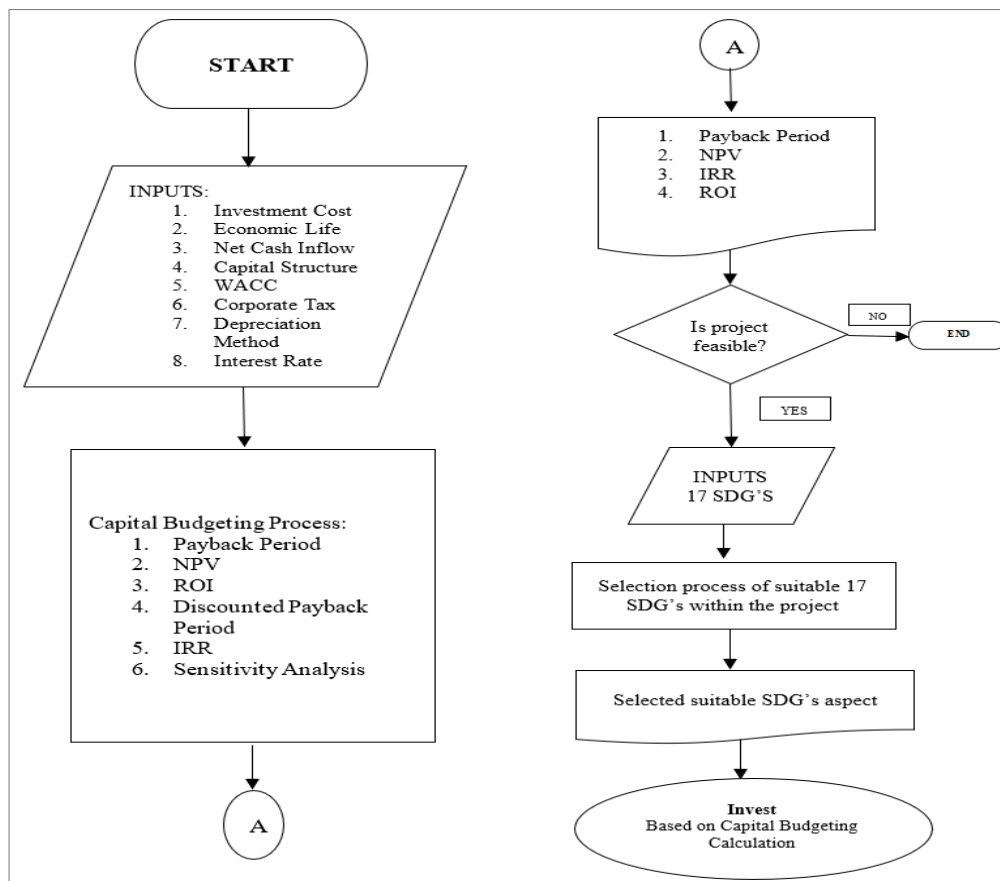 START
INPUTS:
1. Investment Cost
2. Economic Life
3. Net Cash Inflow
4. Capital Structure
5. WACC
6. Corporate Tax
7. Depreciation
Method
8. Interest Rate
Capital Budgeting Process:
1. Payback Period
2. NPV
3. ROI
4. Discounted Payback
Period
5. IRR
6. Sensitivity Analysis
A
A
1. Payback Period
2. NPV
3. IRR
4. ROI
Is project
feasible?
NO
END
YES
INPUTS
17 SDG'S
Selection process of suitable 17
SDG's within the project
Selected suitable SDG's aspect
Invest
Based on Capital Budgeting
Calculation